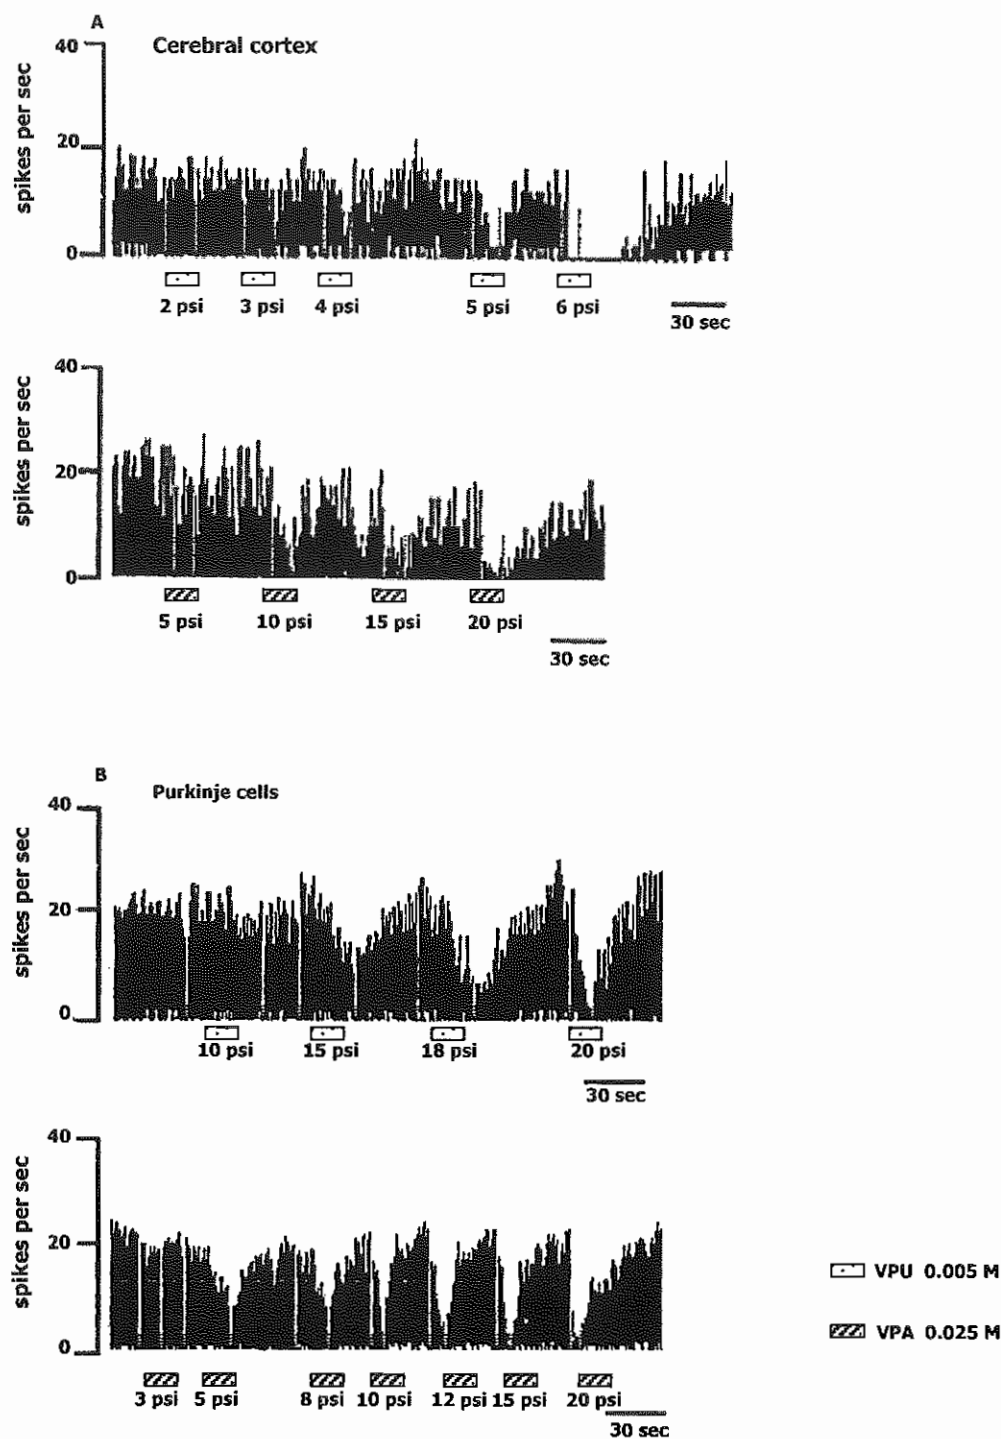 A
Cerebral cortex
40
20
0
spikes per sec
2 psi 3 psi 4 psi 5 psi 6 psi
30 sec
40
20
0
spikes per sec
5 psi 10 psi 15 psi 20 psi
30 sec
B
Purkinje cells
40
20
0
spikes per sec
10 psi 15 psi 18 psi 20 psi
30 sec
40
20
0
spikes per sec
3 psi 5 psi 8 psi 10 psi 12 psi 15 psi 20 psi
30 sec
VPU 0.005 M
VPA 0.025 M